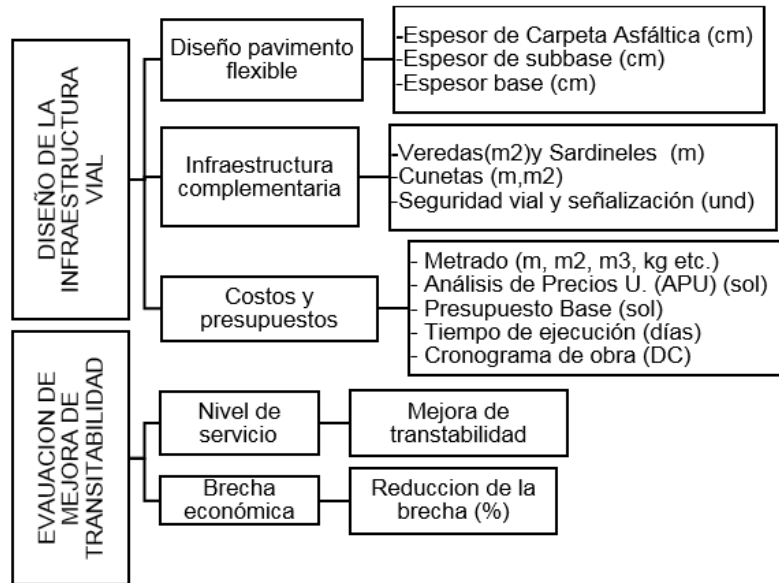 DISEÑO DE LA
INFRAESTRUCTURA
VIAL
Diseño pavimento
flexible
-Espesor de Carpeta Asfáltica (cm)
-Espesor de subbase (cm)
-Espesor base (cm)
Infraestructura
complementaria
-Veredas(m2)y Sardineles (m)
-Cunetas (m,m2)
-Seguridad vial y señalización (und)
Costos y
presupuestos
- Metrado (m, m2, m3, kg etc.)
- Análisis de Precios U. (APU) (sol)
- Presupuesto Base (sol)
- Tiempo de ejecución (días)
- Cronograma de obra (DC)
EVAUACION DE
MEJORA DE
TRANSITABILIDAD
Nivel de
servicio
Mejora de
transtabilidad
Brecha
económica
Reduccion de la
brecha (%)